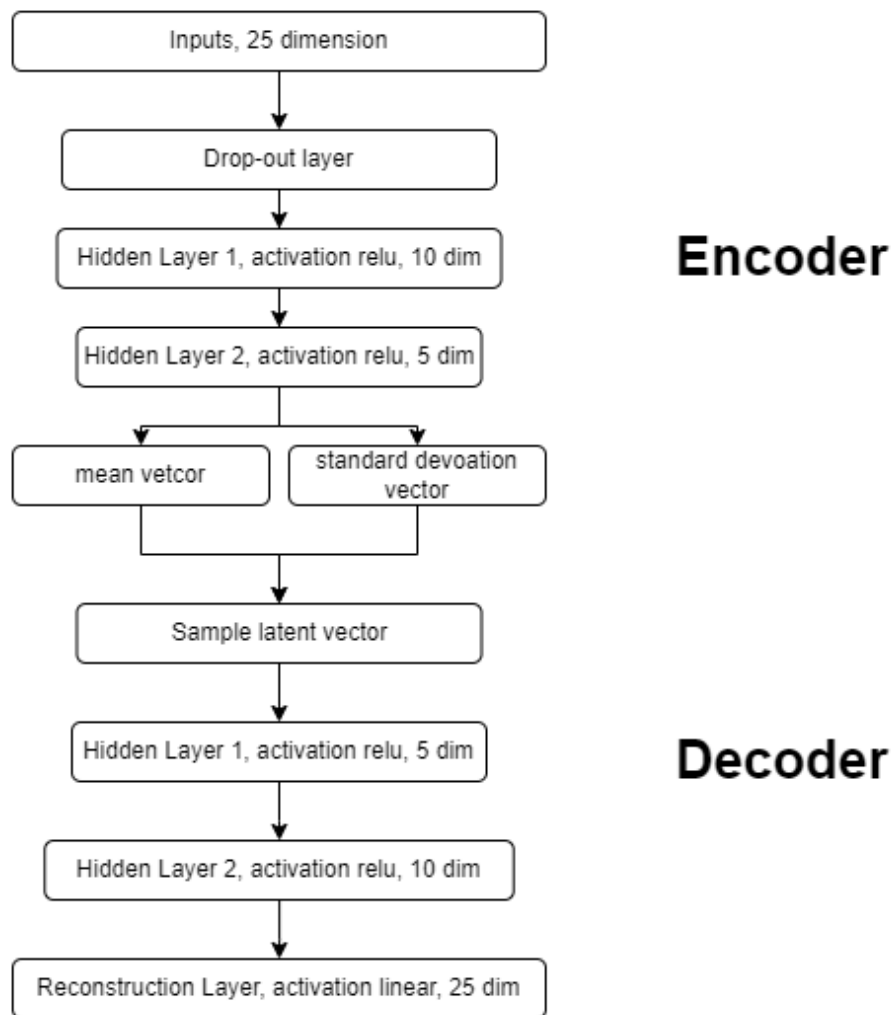 Inputs, 25 dimension
Drop-out layer
Hidden Layer 1, activation relu, 10 dim
Encoder
Hidden Layer 2, activation relu, 5 dim
mean vetcor
standard devoation
vector
Sample latent vector
Hidden Layer 1, activation relu, 5 dim
Decoder
Hidden Layer 2, activation relu, 10 dim
Reconstruction Layer, activation linear, 25 dim